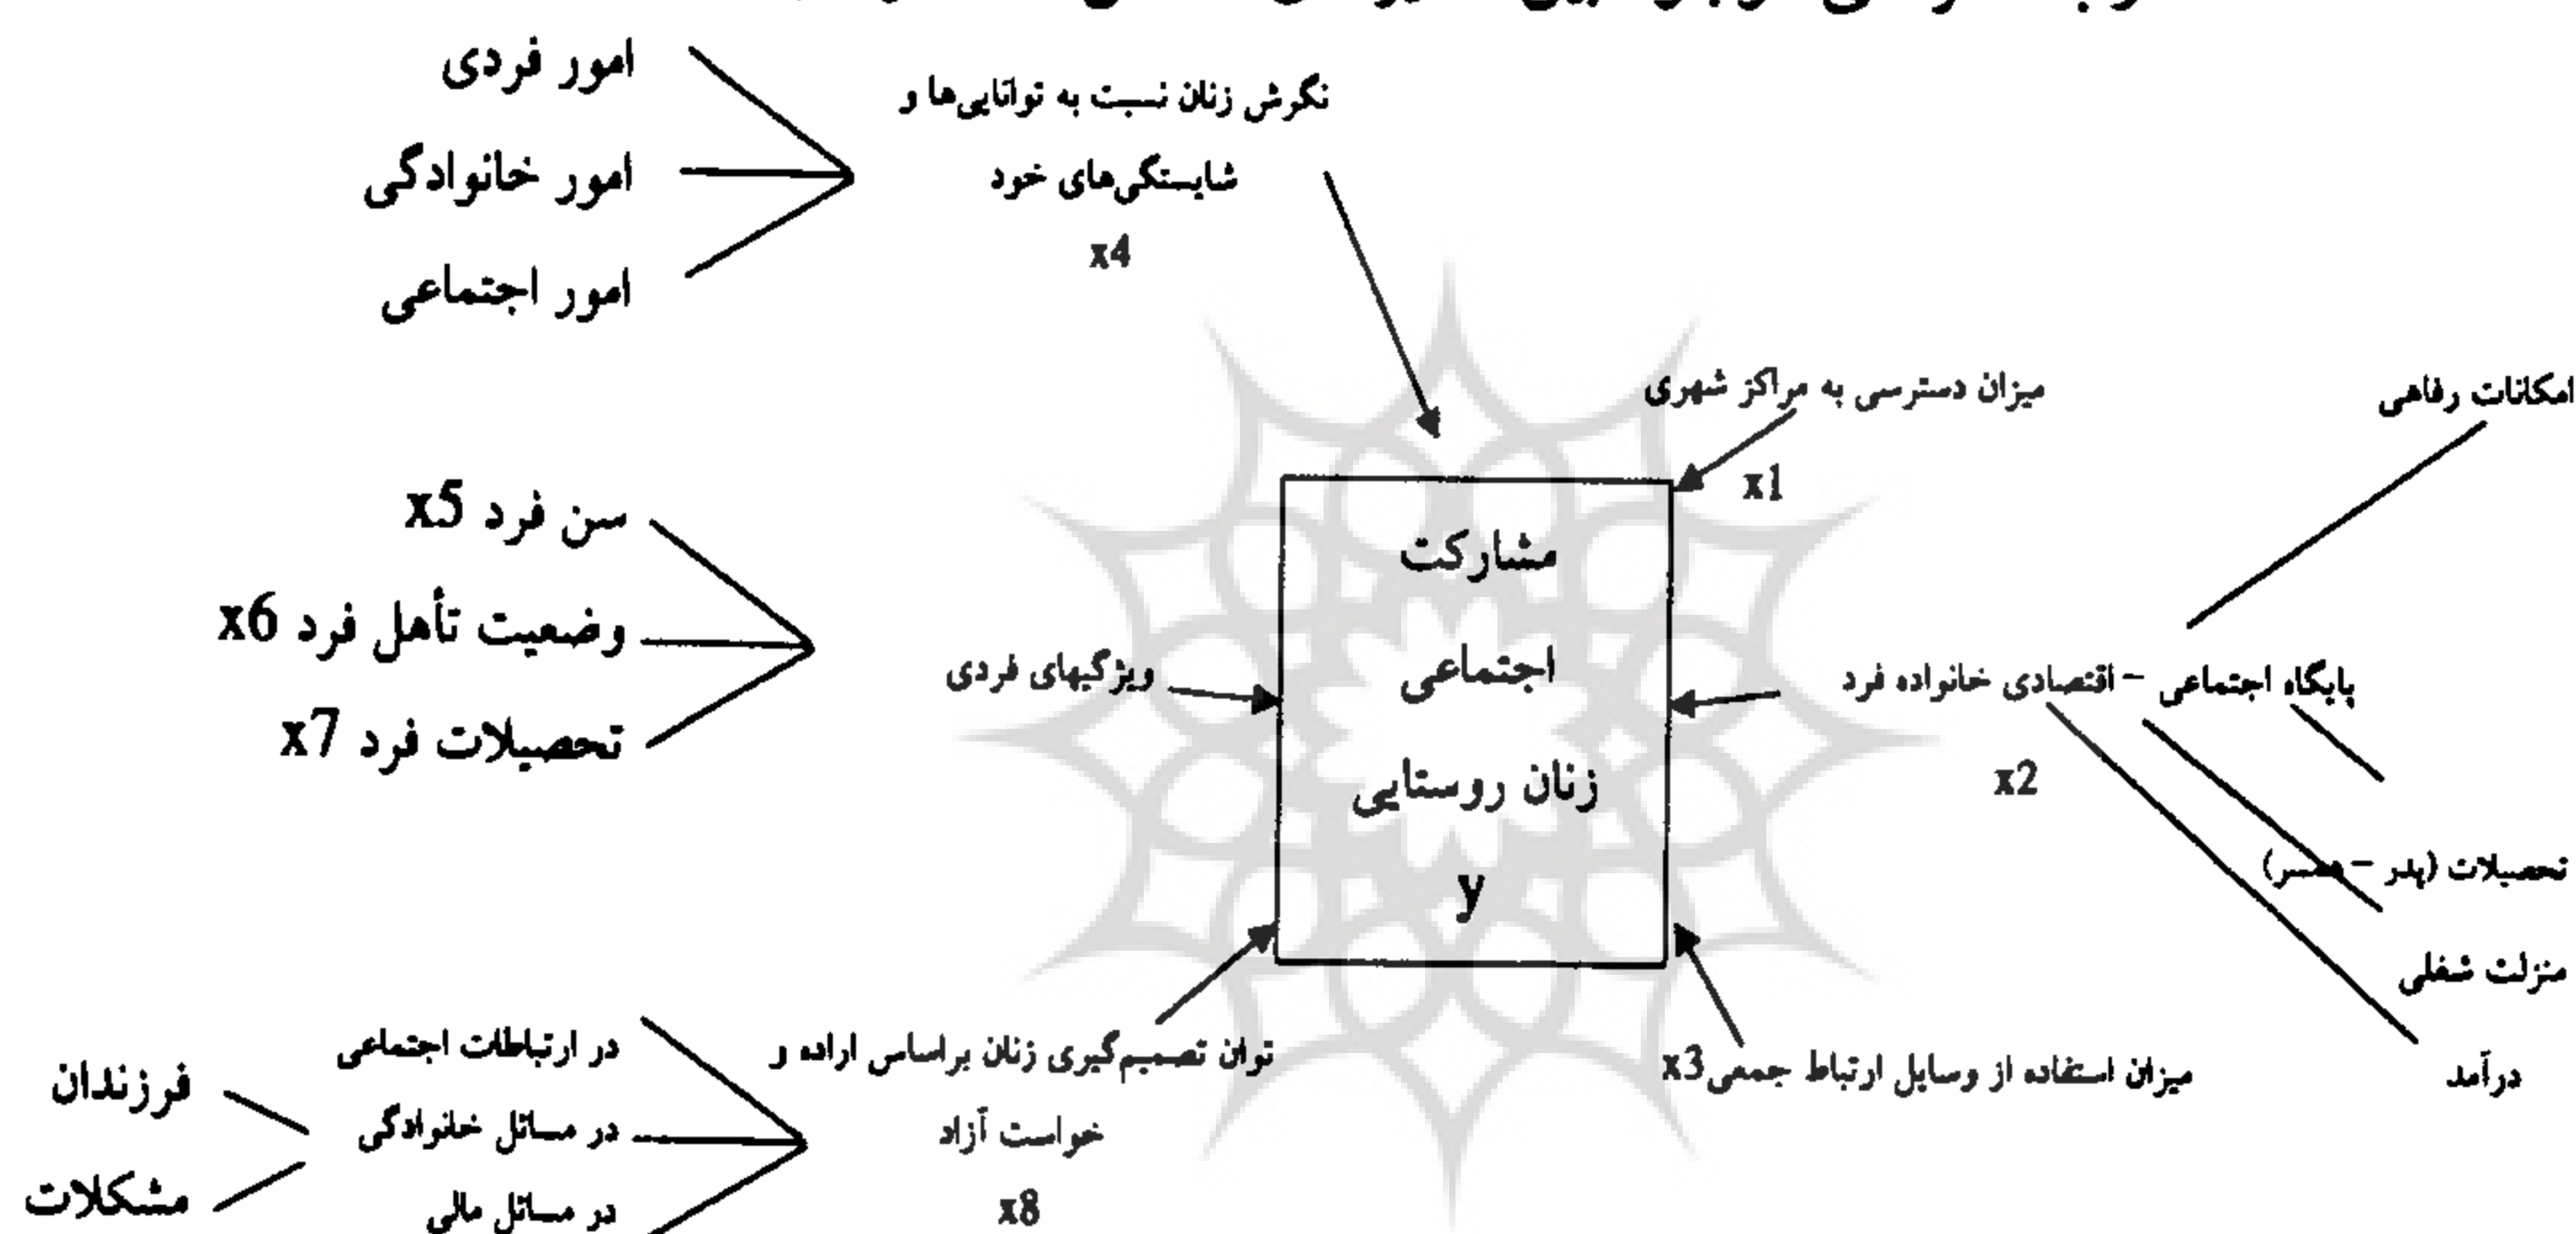 امور فردی
امور خانوادگی
امور اجتماعی
نگرش زنان نسبت به توانایی‌ها و
شایستگی‌های خود
x4
میزان دسترسی به مراکز شهری
x1
امکانات رفاهی
سن فرد x5
وضعیت تأهل فرد x6
تحصیلات فرد x7
ویژگیهای فردی
مشارکت
اجتماعی
زنان روستایی
y
پایگاه اجتماعی – اقتصادی خانواده فرد
x2
تحصیلات (پدر – همسر)
منزلت شغلی
درآمد
میزان استفاده از وسایل ارتباط جمعی x3
توان تصمیم‌گیری زنان براساس اراده و
خواست آزاد
x8
در ارتباطات اجتماعی
در مسائل خانوادگی
در مسائل مالی
فرزندان
مشکلات